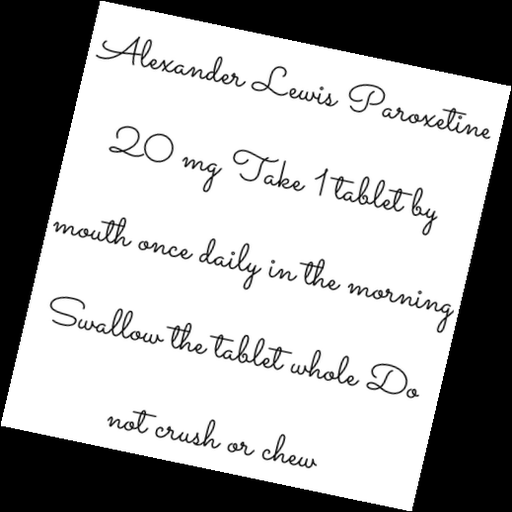 Alexander Lewis Paroxetine
20 mg Take 1 tablet by
mouth once daily in the morning
Swallow the tablet whole Do
not crush or chew